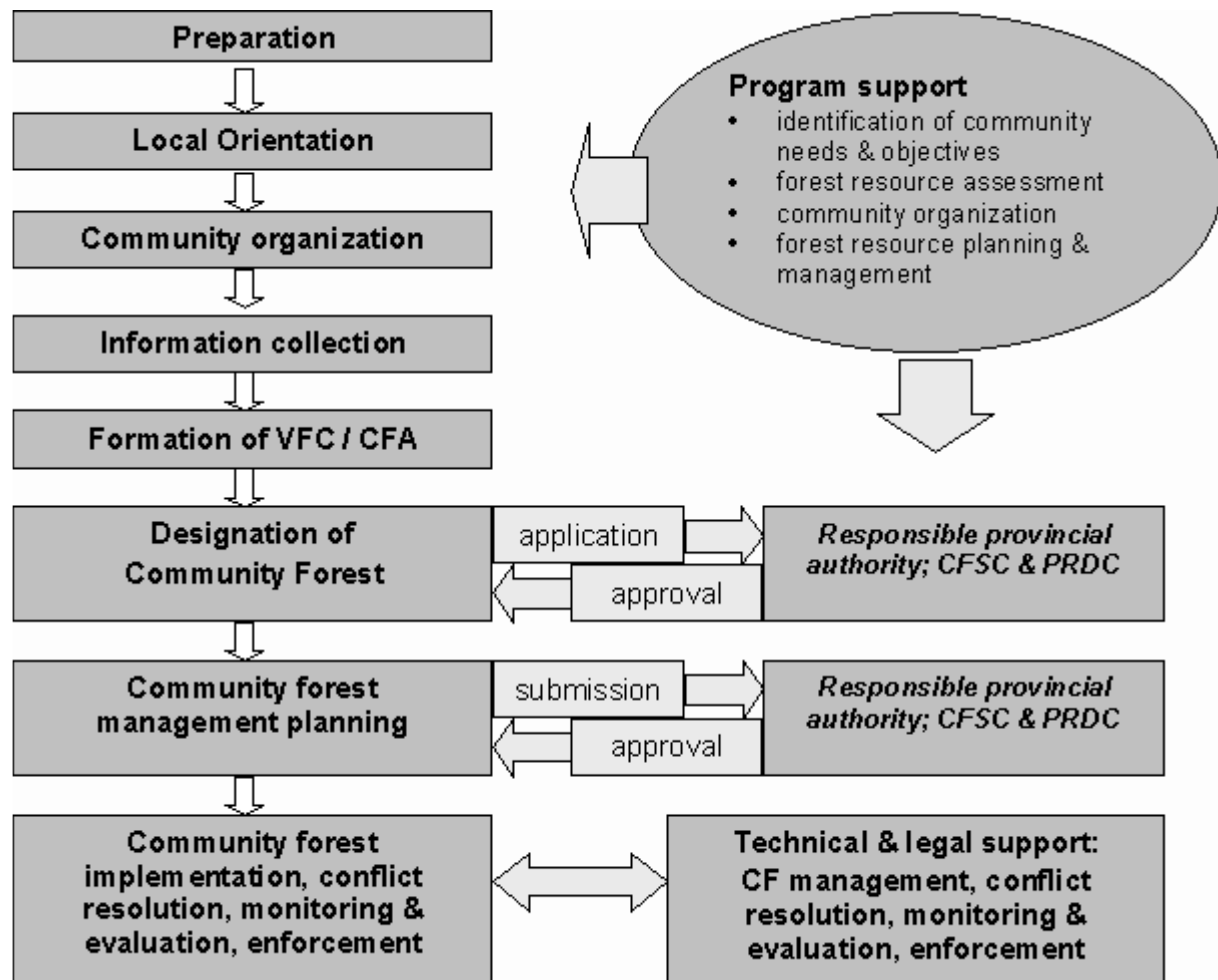 Preparation
Local Orientation
Community organization
Information collection
Formation of VFC / CFA
Program support
• identification of community
needs & objectives
• forest resource assessment
• community organization
• forest resource planning &
management
Designation of
Community Forest
application
approval
Responsible provincial
authority; CFSC & PRDC
Community forest
management planning
submission
approval
Responsible provincial
authority; CFSC & PRDC
Community forest
implementation, conflict
resolution, monitoring &
evaluation, enforcement
Technical & legal support:
CF management, conflict
resolution, monitoring &
evaluation, enforcement